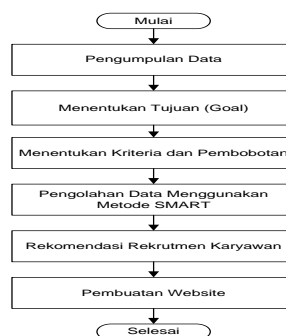 Mulai
Pengumpulan Data
Menentukan Tujuan (Goal)
Menentukan Kriteria dan Pembobotan
Pengolahan Data Menggunakan
Metode SMART
Rekomendasi Rekrutmen Karyawan
Pembuatan Website
Selesai